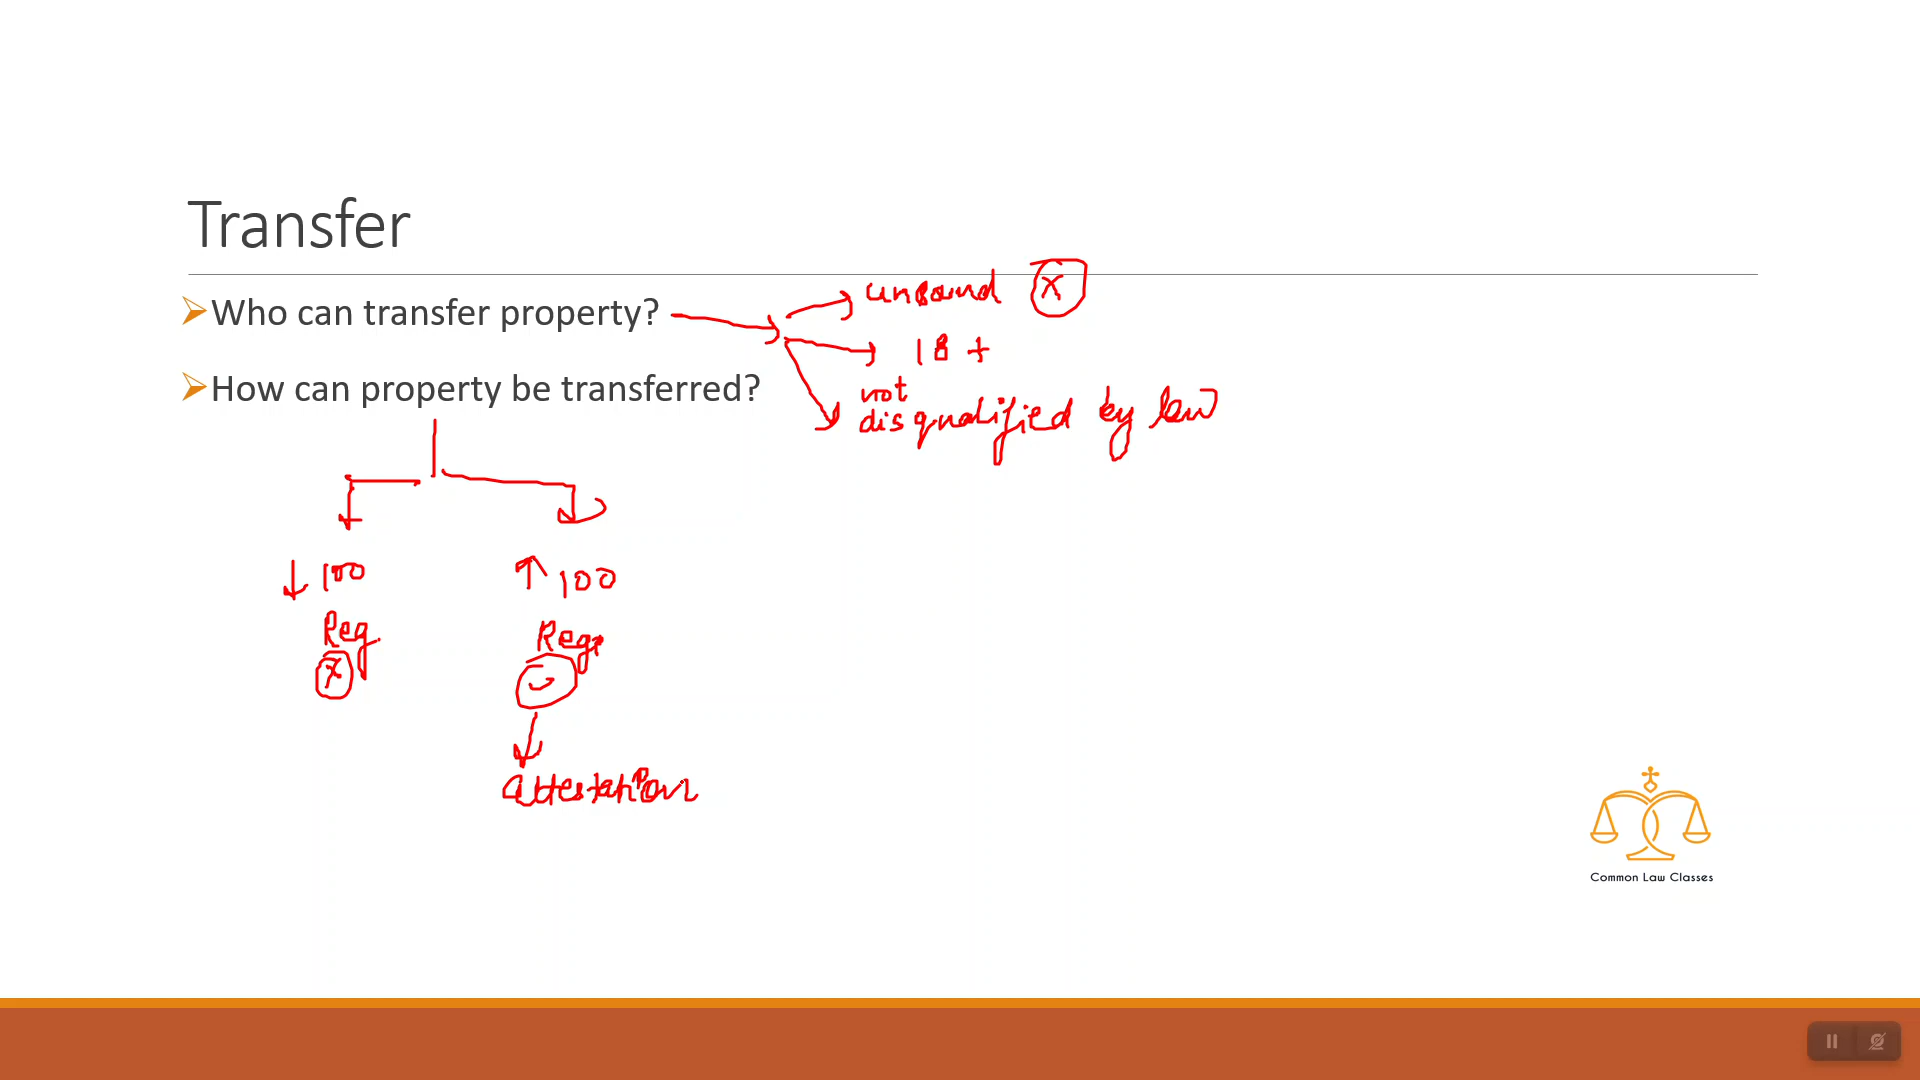 Transfer
Who can transfer property?
unsound X
18 +
not
disqualified by law
How can property be transferred?
↓ 100
Reg.
X
↑ 100
Reg.
attestation
Common Law Classes